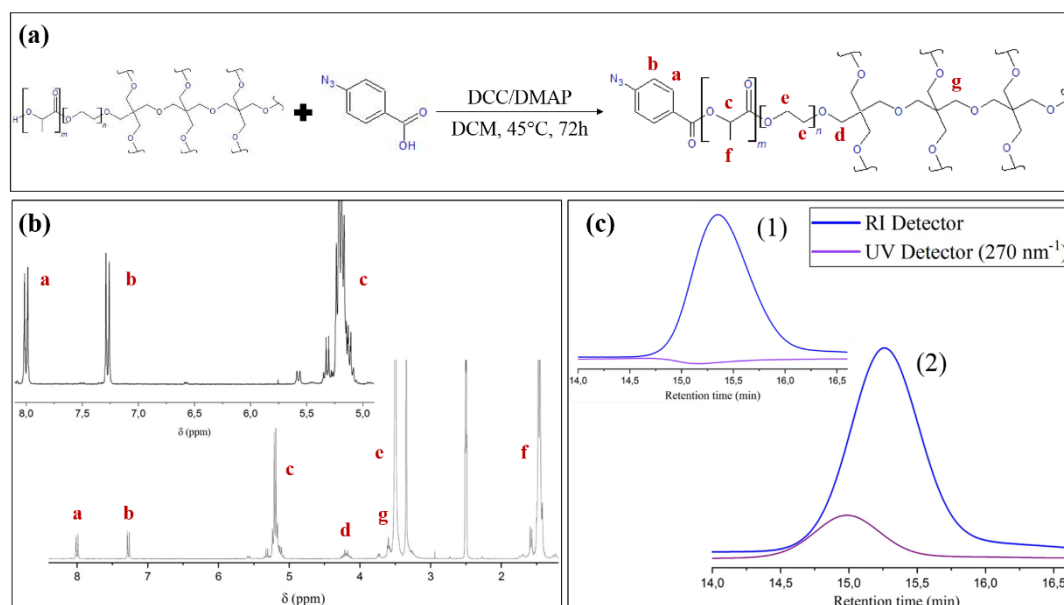 (a)
N₃
b
a
g
N₃
DCC/DMAP
c
e
H
O
O
m
O
n
O
O
O
O
O
O
O
O
O
OH
DCM, 45°C, 72h
O
O
O
m
f
O
e
n
O
d
O
O
O
O
O
O
O
O
(b)
a
b
c
8,0 7,5 7,0 6,5 6,0 5,5 5,0
δ (ppm)
c
e
f
a
b
d
g
8 7 6 5 4 3 2
δ (ppm)
(c)
(1)
RI Detector
UV Detector (270 nm⁻¹)
14,0 14,5 15,0 15,5 16,0 16,5
Retention time (min)
(2)
14,0 14,5 15,0 15,5 16,0 16,5
Retention time (min)